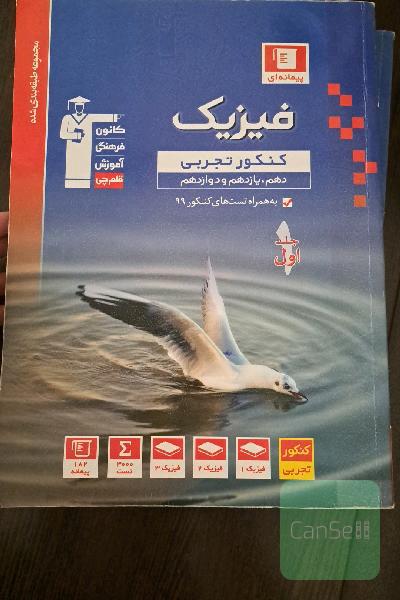 مجموعه طبقه‌بندی شده
پیمانه‌ای
کانون
فرهنگی
آموزش
قلم‌چی
فیزیک
کنکور تجربی
دهم، یازدهم و دوازدهم
به همراه تست‌های کنکور ۹۹
جلد
اول
کنکور
تجربی
فیزیک ۱
فیزیک ۲
فیزیک ۳
۳۰۰۰
تست
۱۸۲
پیمانه
CanSell